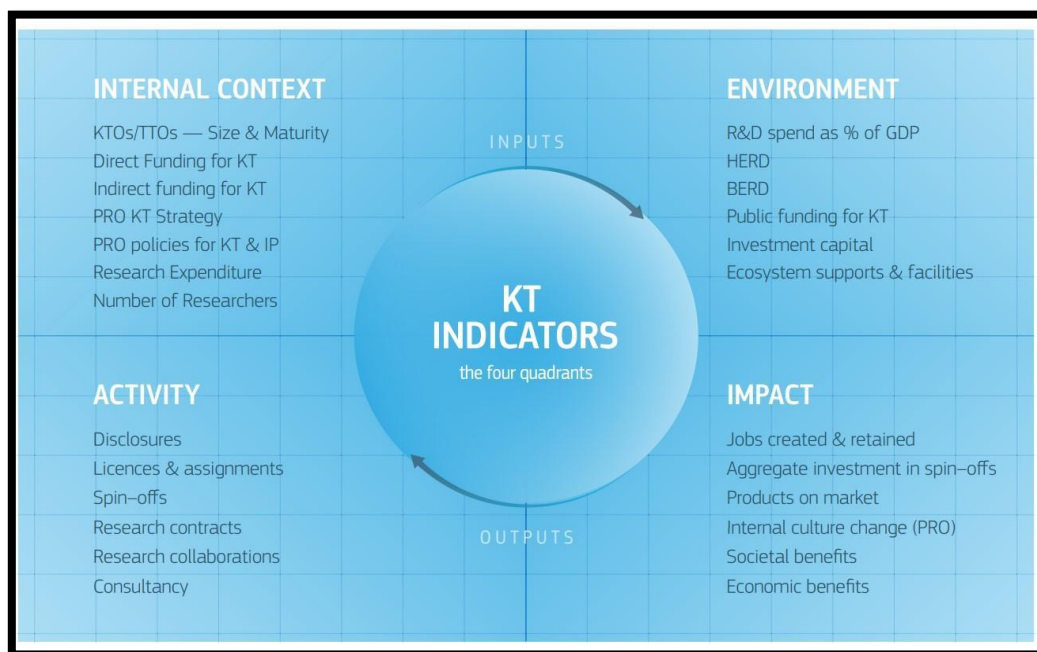 INTERNAL CONTEXT
KTOs/TTOs — Size & Maturity
Direct Funding for KT
Indirect funding for KT
PRO KT Strategy
PRO policies for KT & IP
Research Expenditure
Number of Researchers
INPUTS
ENVIRONMENT
R&D spend as % of GDP
HERD
BERD
Public funding for KT
Investment capital
Ecosystem supports & facilities
KT
INDICATORS
the four quadrants
ACTIVITY
Disclosures
Licences & assignments
Spin–offs
Research contracts
Research collaborations
Consultancy
OUTPUTS
IMPACT
Jobs created & retained
Aggregate investment in spin–offs
Products on market
Internal culture change (PRO)
Societal benefits
Economic benefits